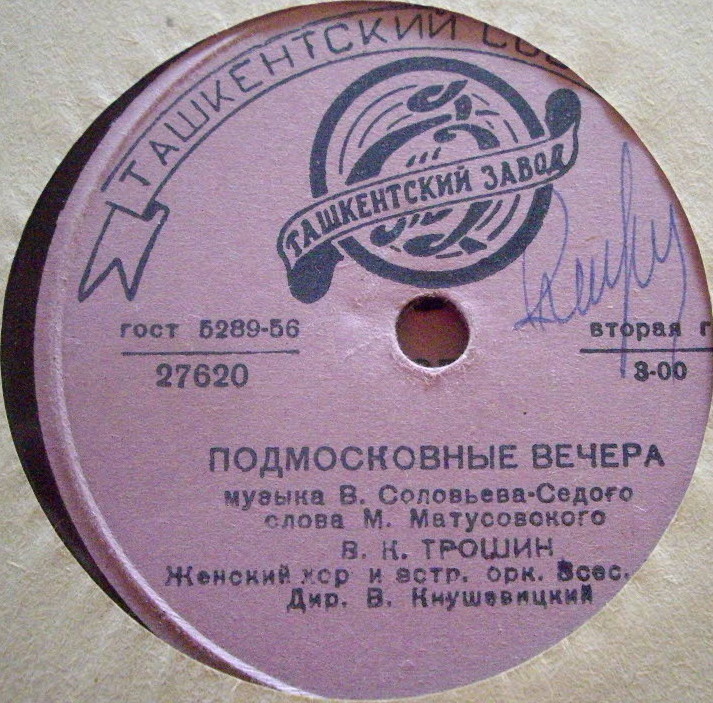 ТАШКЕНТСКИЙ
ТАШКЕНТСКИЙ ЗАВОД
гост 5289-56
27620
вторая г
3-00
ПОДМОСКОВНЫЕ ВЕЧЕРА
музыка В. Соловьева-Седого
слова М. Матусовского
В. К. ТРОШИН
Женский хор и эстр. орк. Всес.
Дир. В. Кнушевицкий